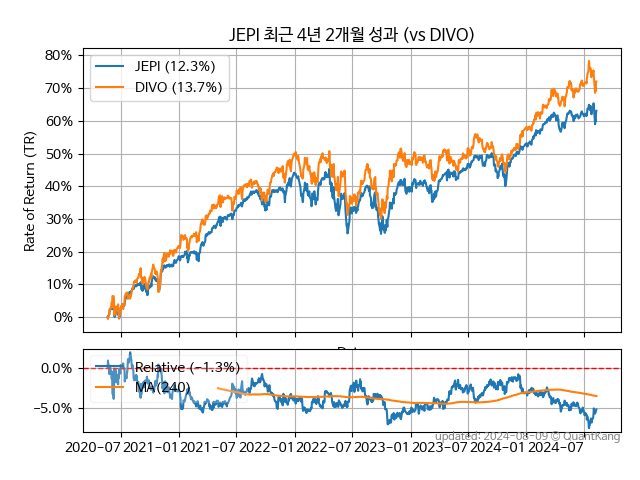 JEPI 최근 4년 2개월 성과 (vs DIVO)
JEPI (12.3%)
DIVO (13.7%)
Rate of Return (TR)
80%
70%
60%
50%
40%
30%
20%
10%
0%
Relative (−1.3%)
MA(240)
0.0%
−5.0%
updated: 2024-08-09 © QuantKang
2020-07 2021-01 2021-07 2022-01 2022-07 2023-01 2023-07 2024-01 2024-07